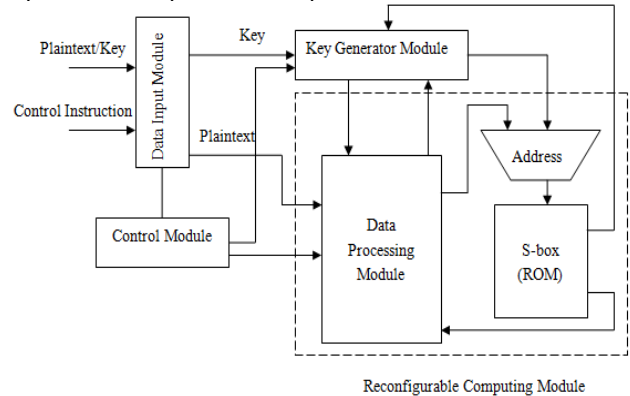 Plaintext/Key
Control Instruction
Data Input Module
Key
Plaintext
Key Generator Module
Control Module
Data
Processing
Module
Address
S-box
(ROM)
Reconfigurable Computing Module